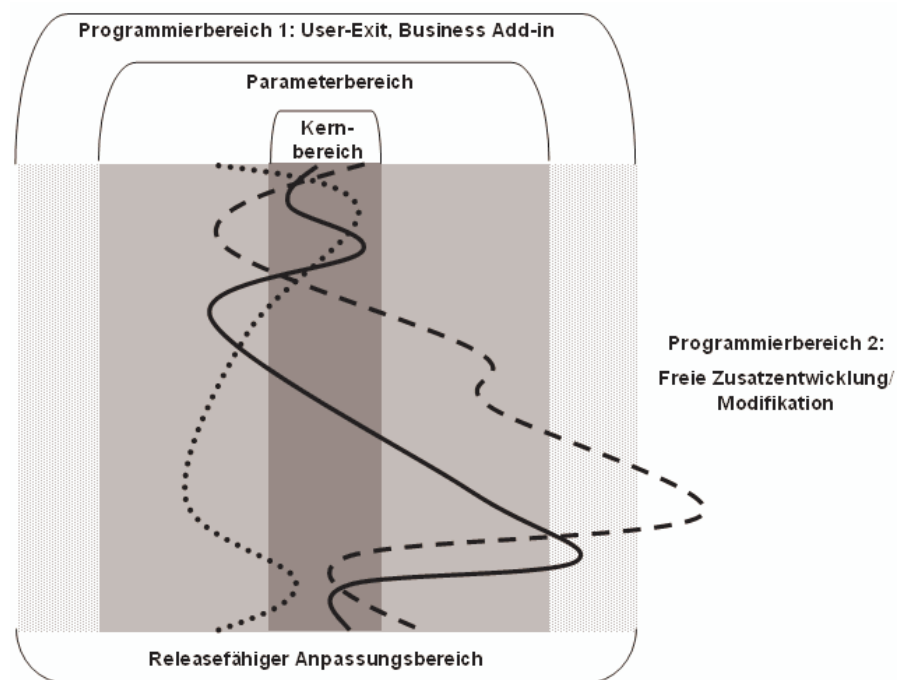 Programmierbereich 1: User-Exit, Business Add-in
Parameterbereich
Kern-
bereich
Programmierbereich 2:
Freie Zusatzentwicklung/
Modifikation
Releasefähiger Anpassungsbereich